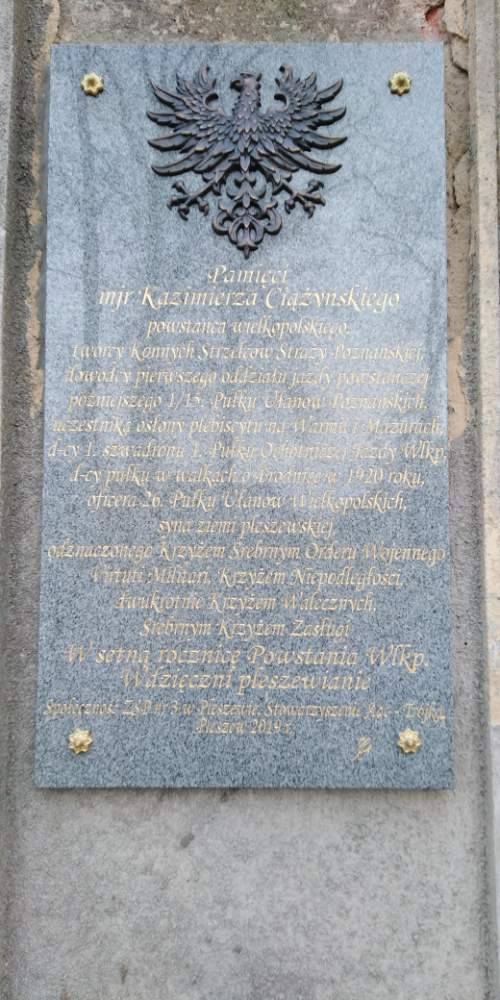 Pamięci
mjr Kazimierza Ciążyńskiego
powstańca wielkopolskiego,
twórcy Konnych Strzelców Straży Poznańskiej,
dowódcy pierwszego oddziału jazdy powstańczej
późniejszego 1/15. Pułku Ułanów Poznańskich,
uczestnika osłony plebiscytu na Warmii i Mazurach,
d-cy 1. szwadronu 1. Pułku Ochotniczej Jazdy Wlkp.
d-cy pułku w walkach o Brodnicę w 1920 roku,
oficera 26. Pułku Ułanów Wielkopolskich,
syna ziemi pleszewskiej
odznaczonego Krzyżem Srebrnym Orderu Wojennego
Virtuti Militari, Krzyżem Niepodległości,
dwukrotnie Krzyżem Walecznych,
Srebrnym Krzyżem Zasługi
W setną rocznicę Powstania Wlkp.
Wdzięczni pleszewianie
Społeczność ZSP nr 3 w Pleszewie, Stowarzyszenie Age - Trójka
Pleszew 2019 r.